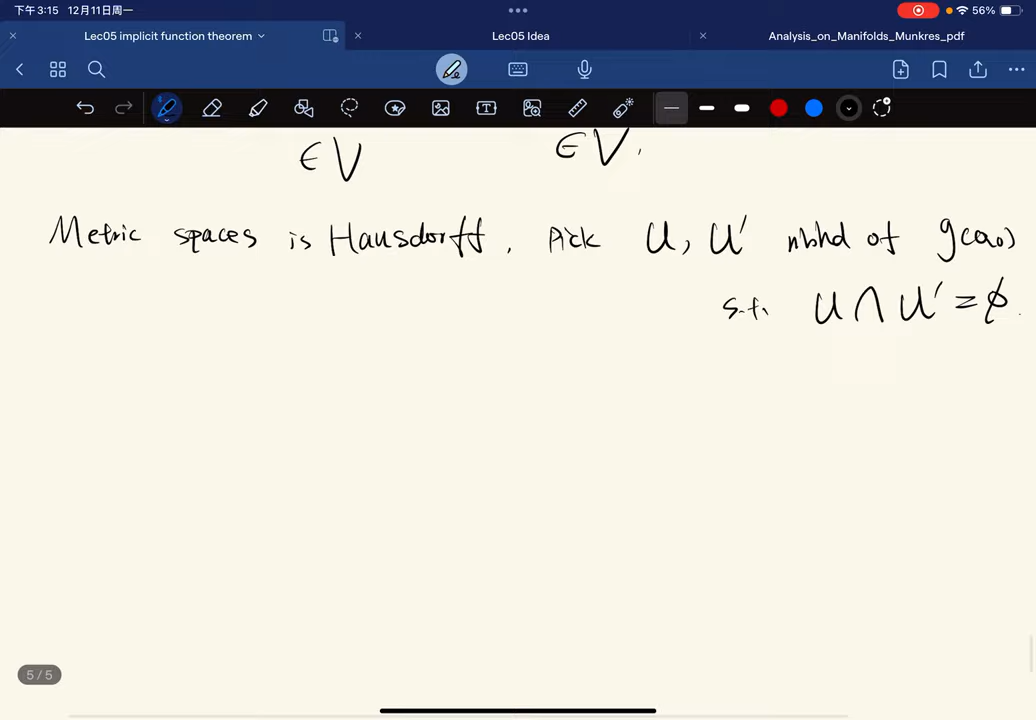 下午3:15 12月11日周一
56%
Lec05 implicit function theorem
Lec05 Idea
Analysis_on_Manifolds_Munkres_pdf
∈ V ∈ V.
Metric spaces is Hausdorff. Pick U, U' nbhd of g(a₀)
s.t. U ∩ U' = ∅.
5 / 5